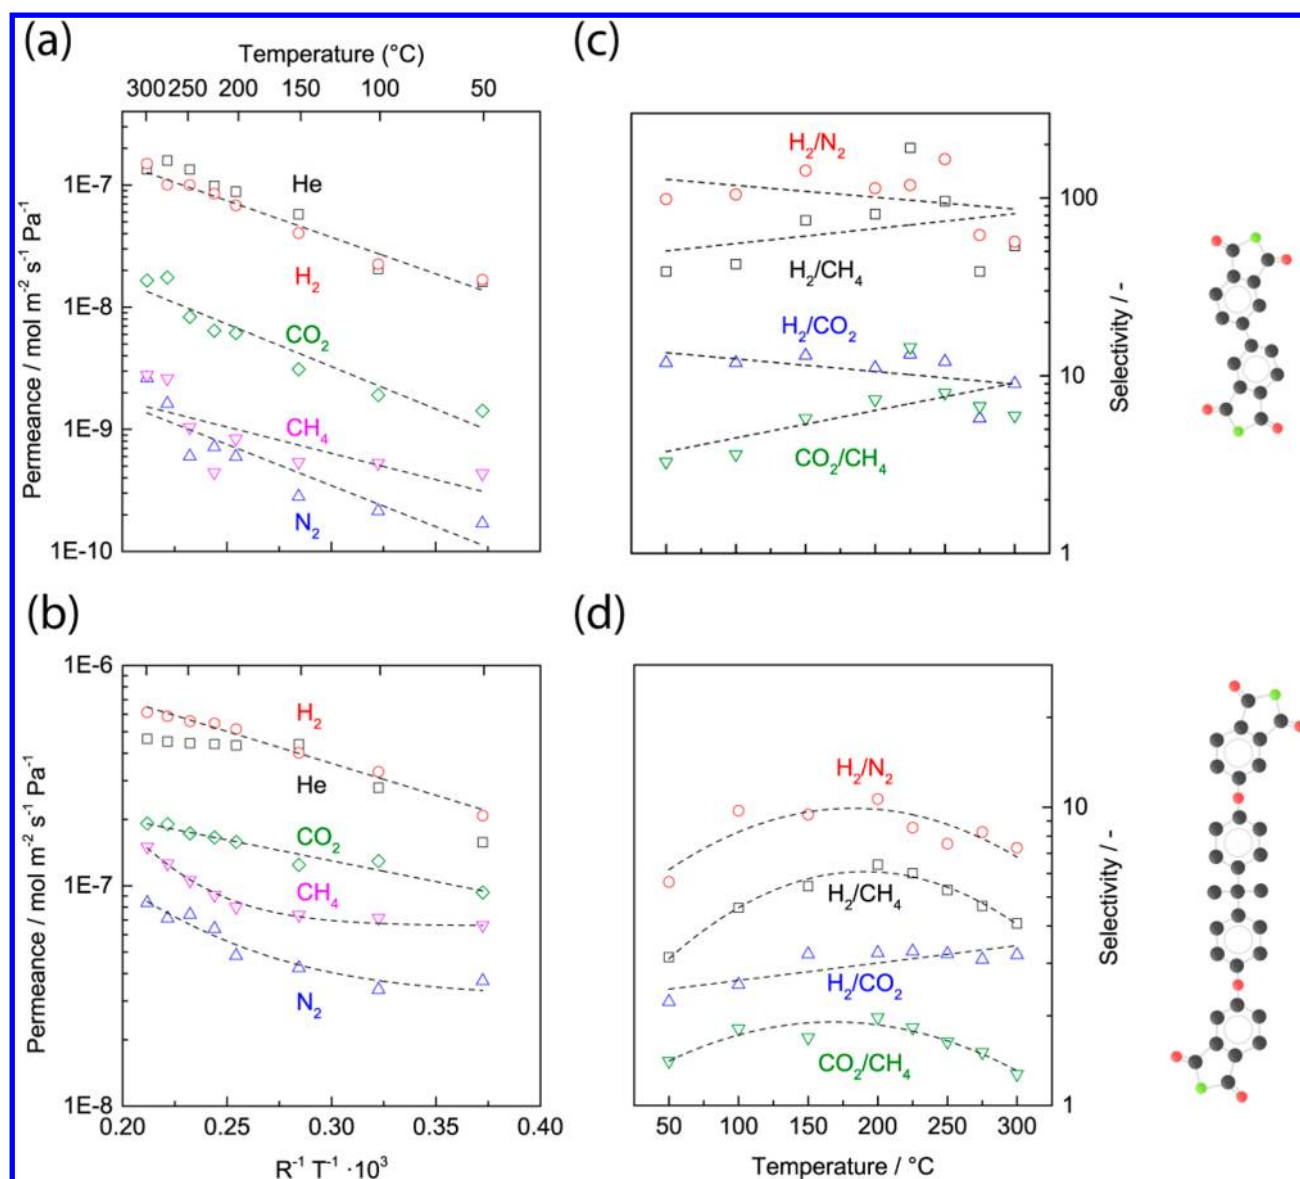 (a)
Temperature (°C)
300 250 200 150 100 50
1E-7
1E-8
1E-9
1E-10
Permeance / mol m⁻² s⁻¹ Pa⁻¹
He
H₂
CO₂
CH₄
N₂
(c)
H₂/N₂
H₂/CH₄
H₂/CO₂
CO₂/CH₄
100
10
1
Selectivity / -
(b)
1E-6
1E-7
1E-8
Permeance / mol m⁻² s⁻¹ Pa⁻¹
H₂
He
CO₂
CH₄
N₂
0.20 0.25 0.30 0.35 0.40
R⁻¹ T⁻¹ ·10³
(d)
H₂/N₂
H₂/CH₄
H₂/CO₂
CO₂/CH₄
10
1
Selectivity / -
50 100 150 200 250 300
Temperature / °C